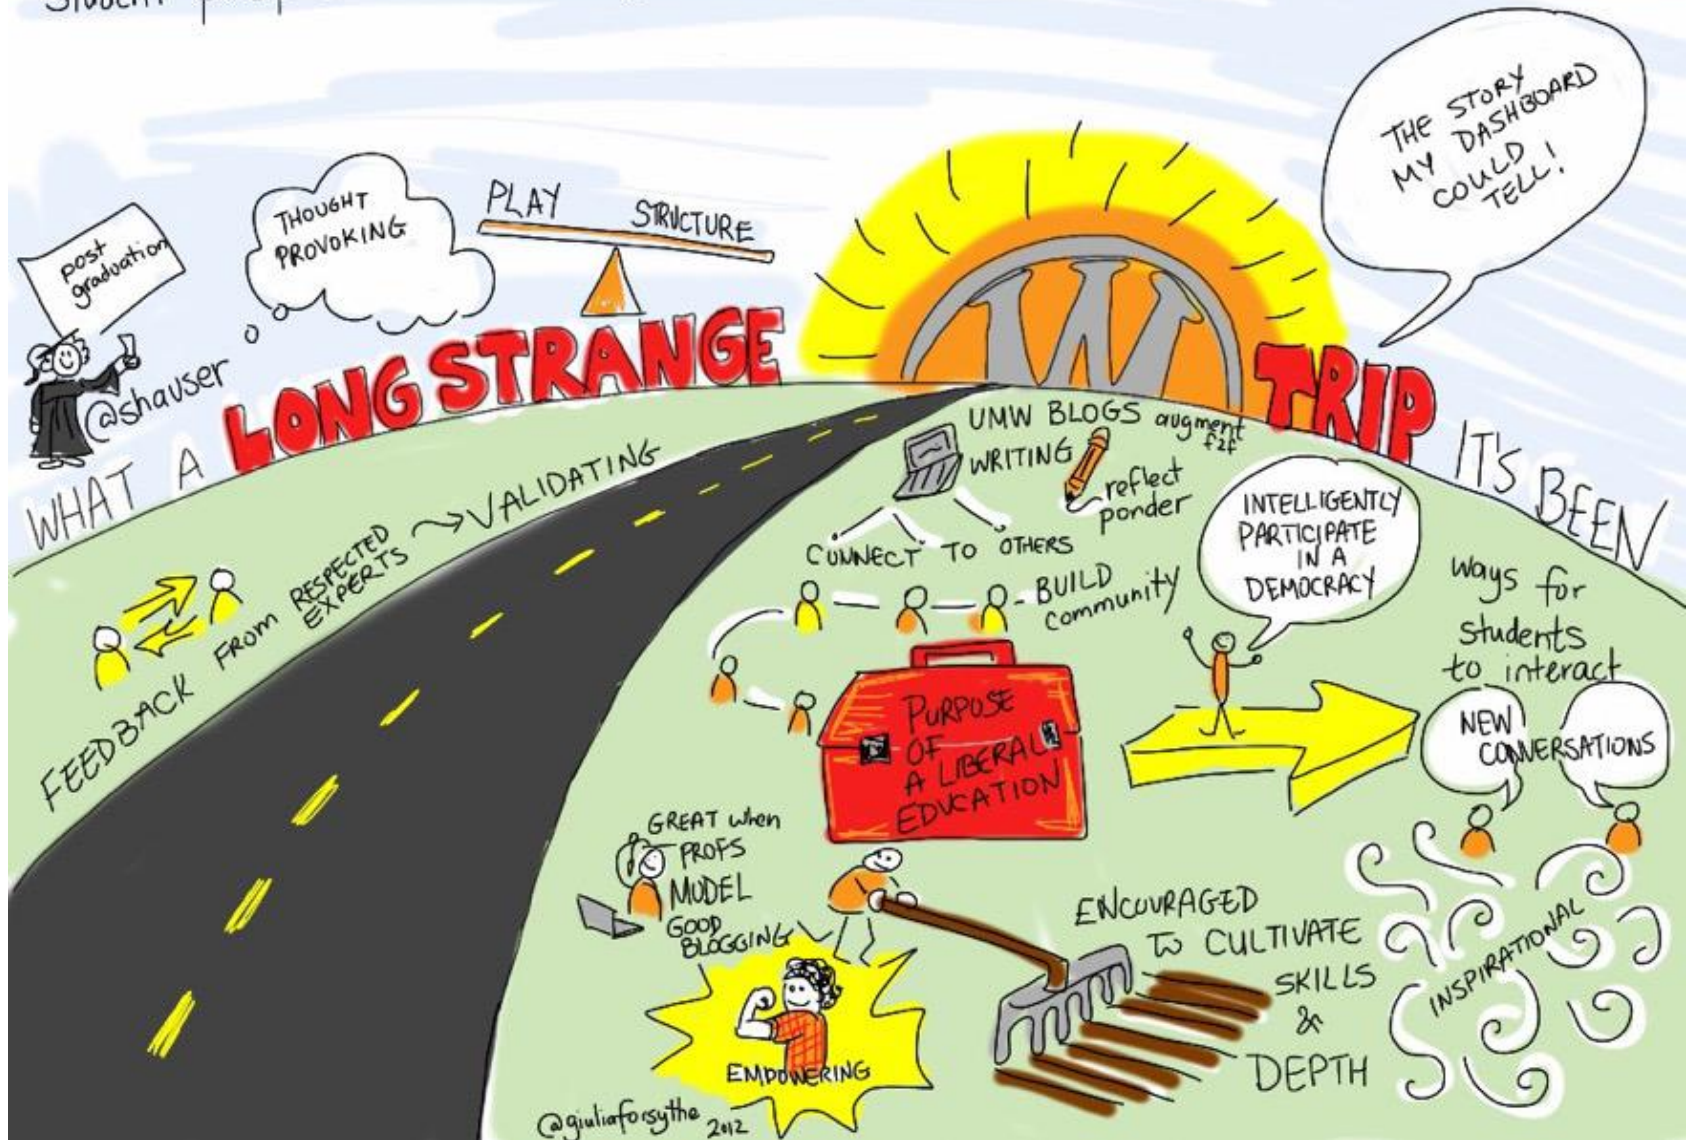 Student
post
graduation
THOUGHT
PROVOKING
PLAY
STRUCTURE
THE STORY
MY DASHBOARD
COULD
TELL!
@shauser
WHAT A LONG STRANGE TRIP IT'S BEEN
W
FEEDBACK FROM RESPECTED
EXPERTS
VALIDATING
UMW BLOGS augment
f2f
WRITING
reflect
ponder
CONNECT TO OTHERS
BUILD
community
INTELLIGENTLY
PARTICIPATE
IN A
DEMOCRACY
ways for
students
to interact
NEW
CONVERSATIONS
PURPOSE
OF
A LIBERAL
EDUCATION
GREAT when
PROFS
MODEL
GOOD
BLOGGING
ENCOURAGED
TO CULTIVATE
SKILLS
&
DEPTH
INSPIRATIONAL
EMPOWERING
@giuliaforsythe
2012